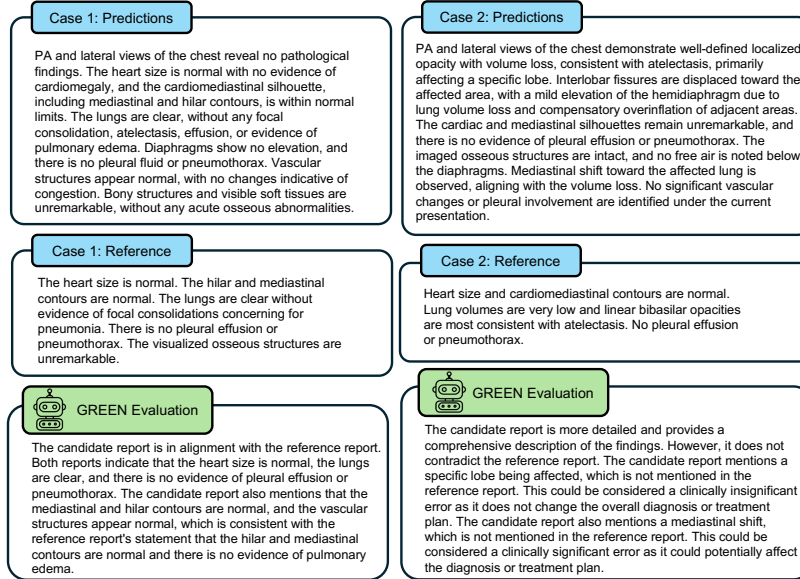 Case 1: Predictions
PA and lateral views of the chest reveal no pathological
findings. The heart size is normal with no evidence of
cardiomegaly, and the cardiomediastinal silhouette,
including mediastinal and hilar contours, is within normal
limits. The lungs are clear, without any focal
consolidation, atelectasis, effusion, or evidence of
pulmonary edema. Diaphragms show no elevation, and
there is no pleural fluid or pneumothorax. Vascular
structures appear normal, with no changes indicative of
congestion. Bony structures and visible soft tissues are
unremarkable, without any acute osseous abnormalities.
Case 1: Reference
The heart size is normal. The hilar and mediastinal
contours are normal. The lungs are clear without
evidence of focal consolidations concerning for
pneumonia. There is no pleural effusion or
pneumothorax. The visualized osseous structures are
unremarkable.
GREEN Evaluation
The candidate report is in alignment with the reference report.
Both reports indicate that the heart size is normal, the lungs
are clear, and there is no evidence of pleural effusion or
pneumothorax. The candidate report also mentions that the
mediastinal and hilar contours are normal, and the vascular
structures appear normal, which is consistent with the
reference report's statement that the hilar and mediastinal
contours are normal and there is no evidence of pulmonary
edema.
Case 2: Predictions
PA and lateral views of the chest demonstrate well-defined localized
opacity with volume loss, consistent with atelectasis, primarily
affecting a specific lobe. Interlobar fissures are displaced toward the
affected area, with a mild elevation of the hemidiaphragm due to
lung volume loss and compensatory overinflation of adjacent areas.
The cardiac and mediastinal silhouettes remain unremarkable, and
there is no evidence of pleural effusion or pneumothorax. The
imaged osseous structures are intact, and no free air is noted below
the diaphragms. Mediastinal shift toward the affected lung is
observed, aligning with the volume loss. No significant vascular
changes or pleural involvement are identified under the current
presentation.
Case 2: Reference
Heart size and cardiomediastinal contours are normal.
Lung volumes are very low and linear bibasilar opacities
are most consistent with atelectasis. No pleural effusion
or pneumothorax.
GREEN Evaluation
The candidate report is more detailed and provides a
comprehensive description of the findings. However, it does not
contradict the reference report. The candidate report mentions a
specific lobe being affected, which is not mentioned in the
reference report. This could be considered a clinically insignificant
error as it does not change the overall diagnosis or treatment
plan. The candidate report also mentions a mediastinal shift,
which is not mentioned in the reference report. This could be
considered a clinically significant error as it could potentially affect
the diagnosis or treatment plan.